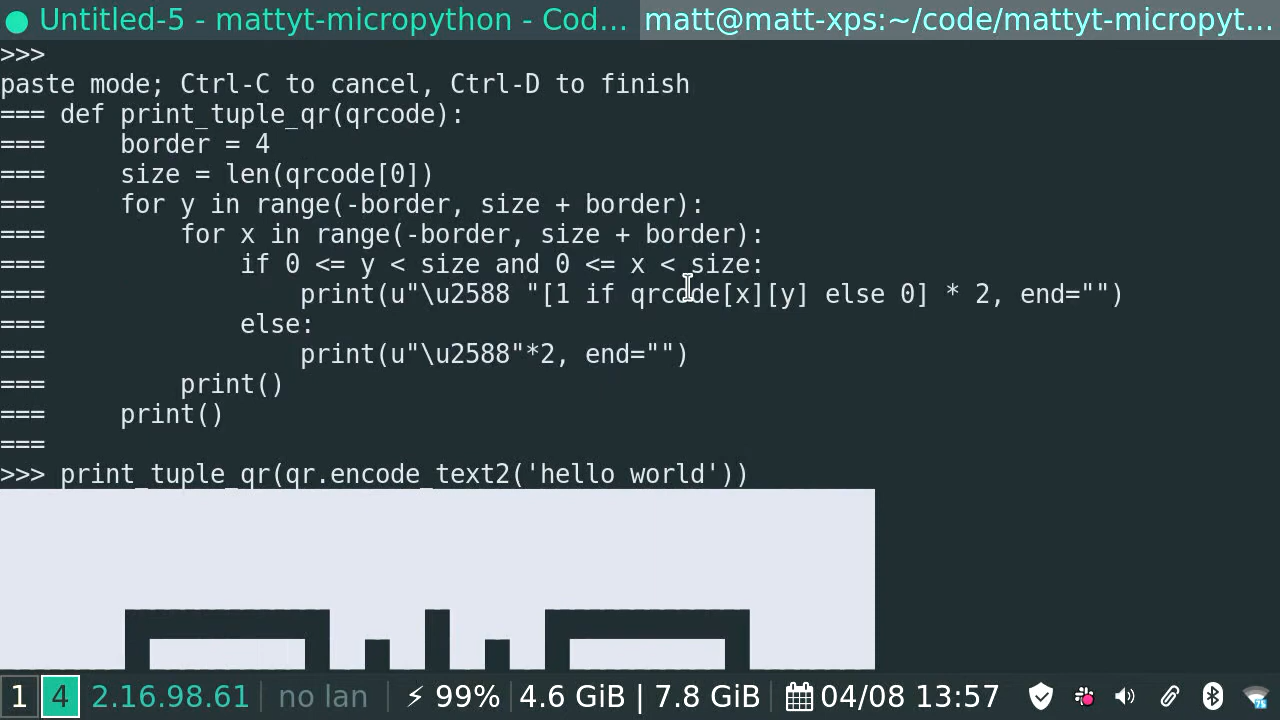 Untitled-5 - mattyt-micropython - Cod...
matt@matt-xps:~/code/mattyt-micropyt...
>>>
paste mode; Ctrl-C to cancel, Ctrl-D to finish
=== def print_tuple_qr(qrcode):
===     border = 4
===     size = len(qrcode[0])
===     for y in range(-border, size + border):
===         for x in range(-border, size + border):
===             if 0 <= y < size and 0 <= x < size:
===                 print(u"\u2588 "[1 if qrcode[x][y] else 0] * 2, end="")
===             else:
===                 print(u"\u2588"*2, end="")
===         print()
===     print()
===
>>> print_tuple_qr(qr.encode_text2('hello world'))
1 4 2.16.98.61 no lan 99% 4.6 GiB | 7.8 GiB 04/08 13:57